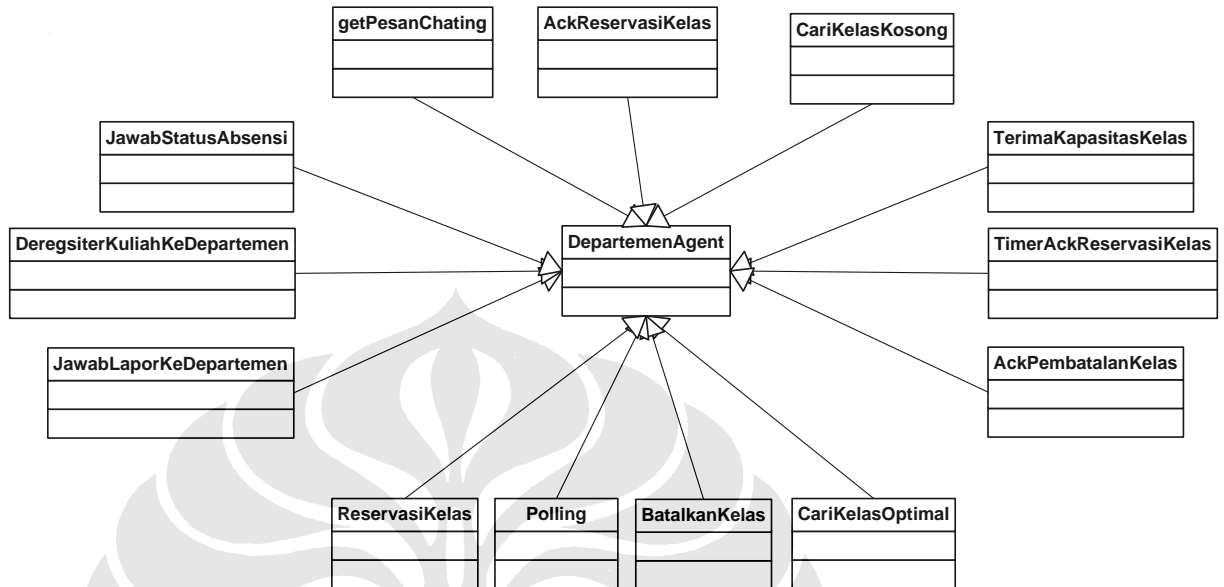 getPesanChating
AckReservasiKelas
CariKelasKosong
JawabStatusAbsensi
TerimaKapasitasKelas
DepartemenAgent
DeregsiterKuliahKeDepartemen
TimerAckReservasiKelas
JawabLaporKeDepartemen
AckPembatalanKelas
ReservasiKelas
Polling
BatalkanKelas
CariKelasOptimal